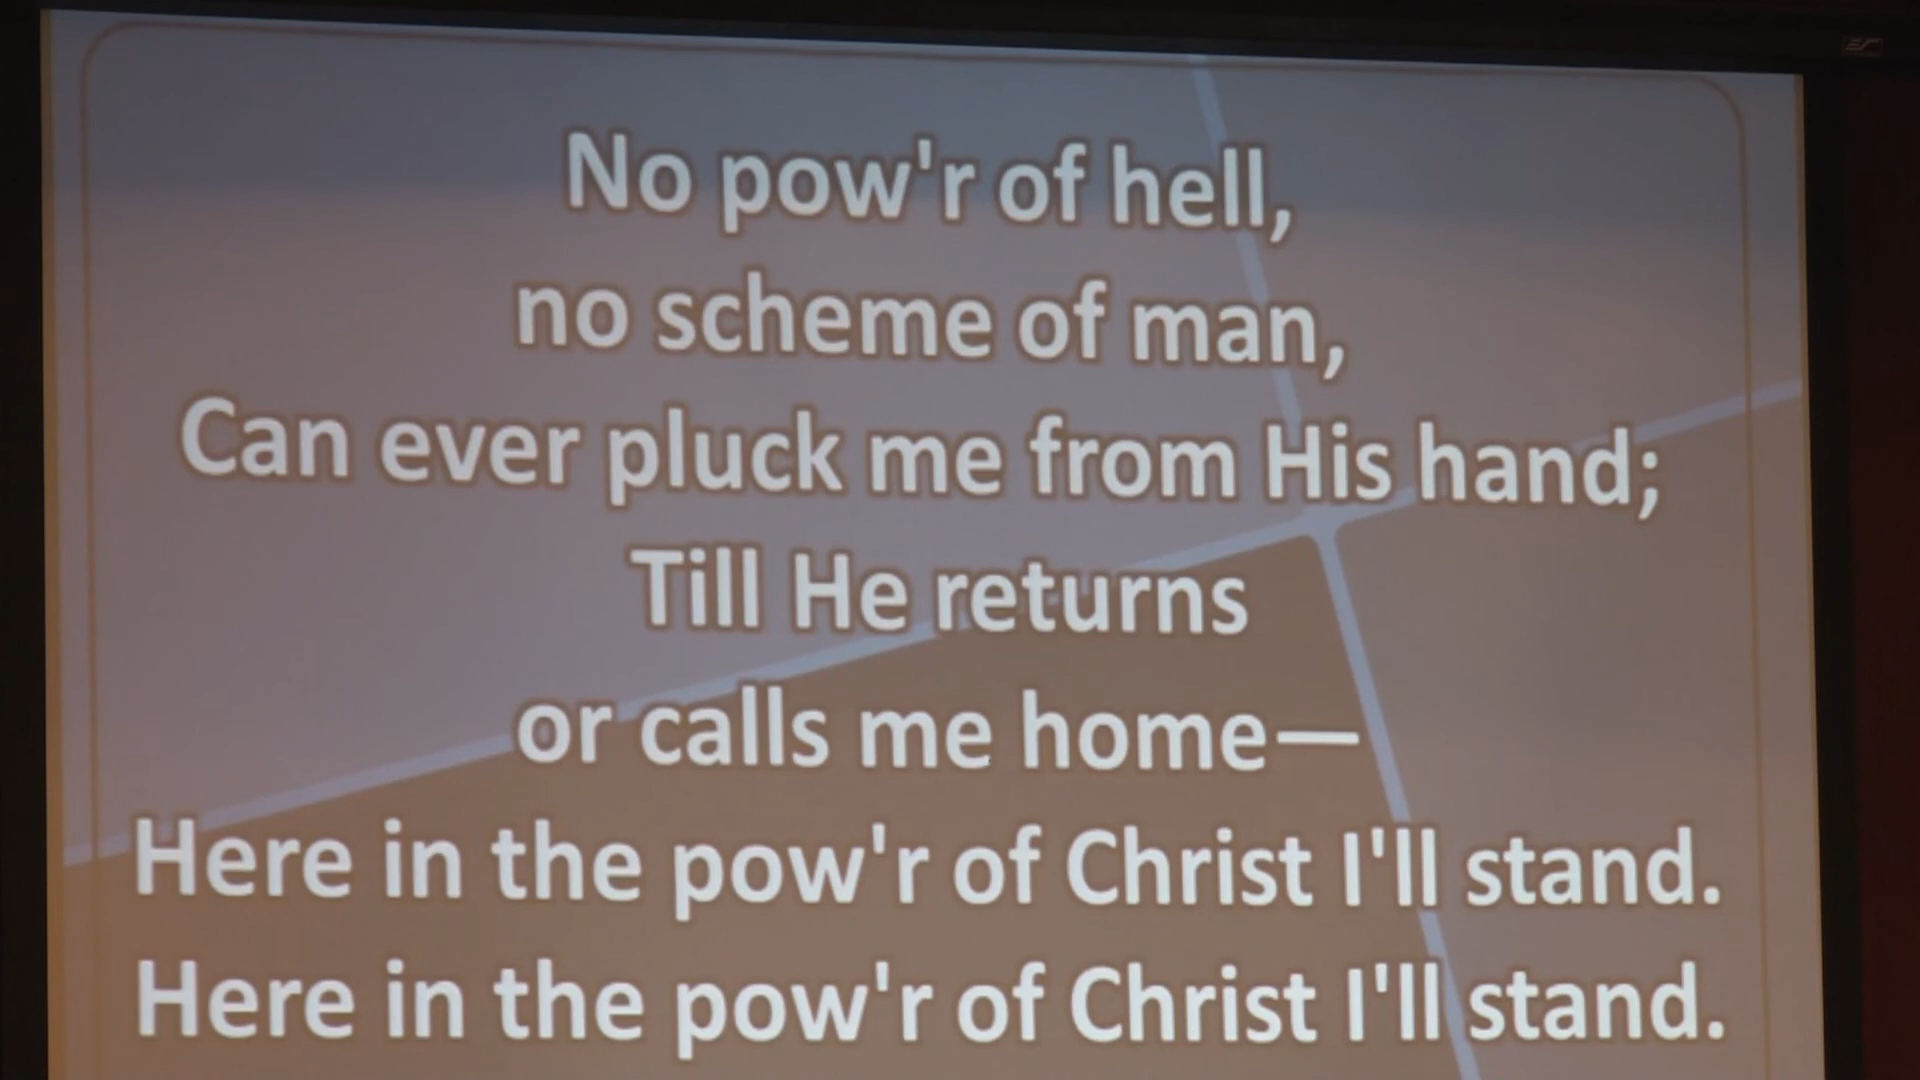 No pow'r of hell,
no scheme of man,
Can ever pluck me from His hand;
Till He returns
or calls me home—
Here in the pow'r of Christ I'll stand.
Here in the pow'r of Christ I'll stand.